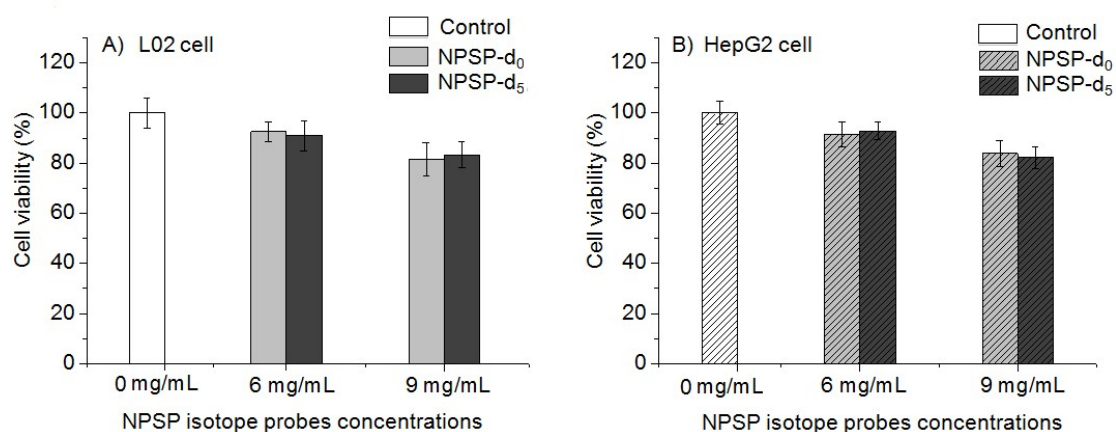 A) L02 cell
Control
NPSP-d₀
NPSP-d₅
120
100
80
60
40
20
0
Cell viability (%)
0 mg/mL 6 mg/mL 9 mg/mL
NPSP isotope probes concentrations
B) HepG2 cell
Control
NPSP-d₀
NPSP-d₅
120
100
80
60
40
20
0
Cell viability (%)
0 mg/mL 6 mg/mL 9 mg/mL
NPSP isotope probes concentrations